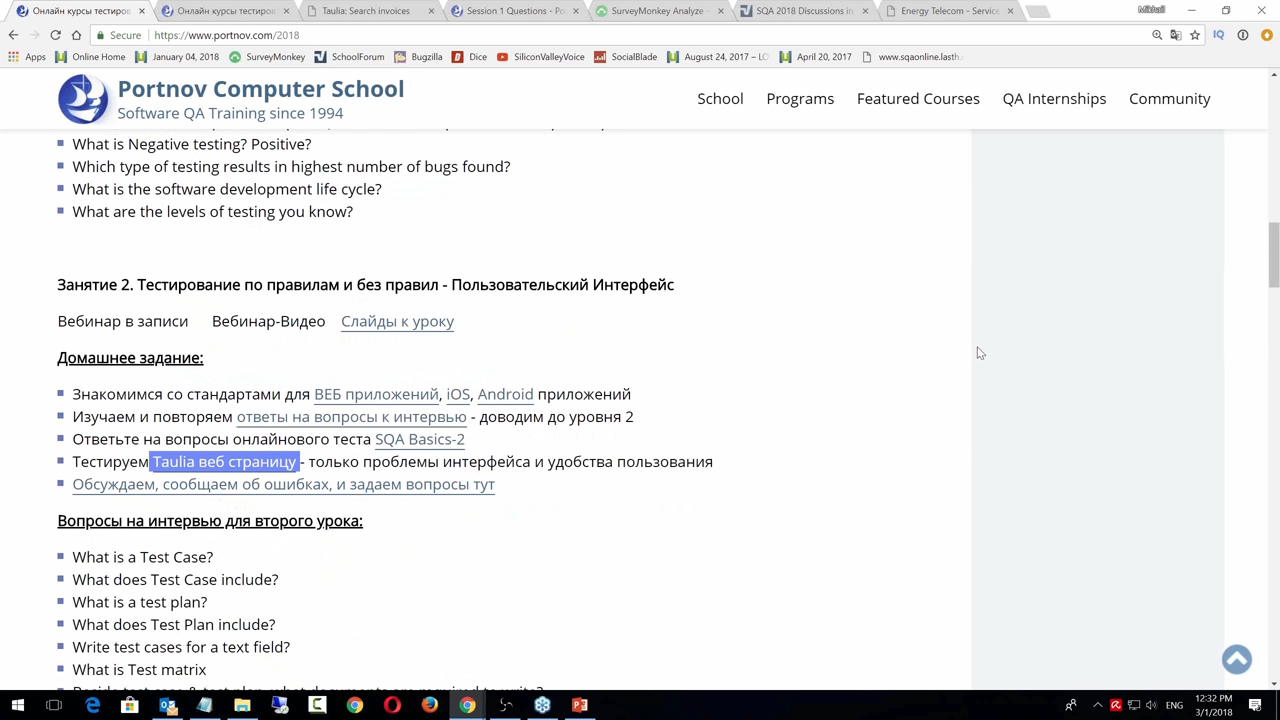 Онлайн курсы тестиров
Онлайн курсы тестиров
Taulia: Search invoices
Session 1 Questions - Po
SurveyMonkey Analyze -
SQA 2018 Discussions in
Energy Telecom - Service
Mikhail
Secure
https://www.portnov.com/2018
Apps
Online Home
January 04, 2018
SurveyMonkey
SchoolForum
Bugzilla
Dice
SiliconValleyVoice
SocialBlade
August 24, 2017 – LO
April 20, 2017
www.sqaonline.lasth
Portnov Computer School
Software QA Training since 1994
School
Programs
Featured Courses
QA Internships
Community
What is Negative testing? Positive?
Which type of testing results in highest number of bugs found?
What is the software development life cycle?
What are the levels of testing you know?
Занятие 2. Тестирование по правилам и без правил - Пользовательский Интерфейс
Вебинар в записи Вебинар-Видео Слайды к уроку
Домашнее задание:
Знакомимся со стандартами для ВЕБ приложений, iOS, Android приложений
Изучаем и повторяем ответы на вопросы к интервью - доводим до уровня 2
Ответьте на вопросы онлайнового теста SQA Basics-2
Тестируем Taulia веб страницу - только проблемы интерфейса и удобства пользования
Обсуждаем, сообщаем об ошибках, и задаем вопросы тут
Вопросы на интервью для второго урока:
What is a Test Case?
What does Test Case include?
What is a test plan?
What does Test Plan include?
Write test cases for a text field?
What is Test matrix
ENG
12:32 PM
3/1/2018